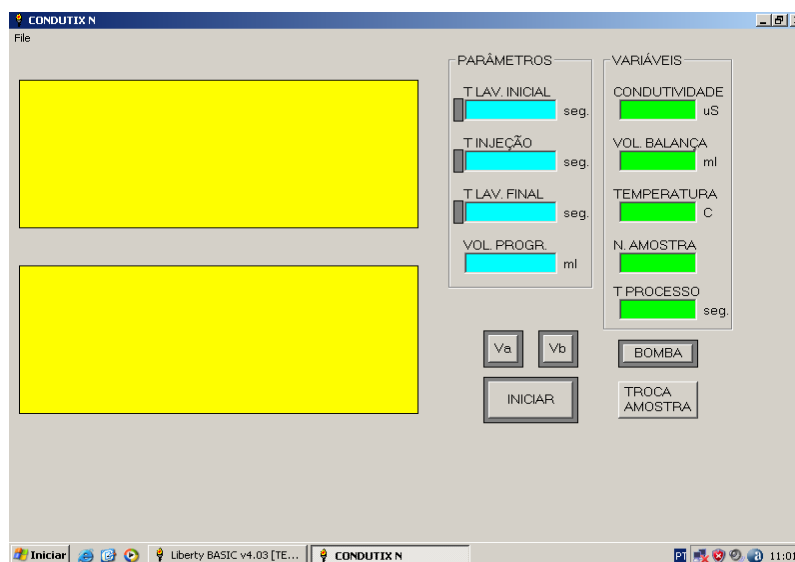 CONDUTIX N
File
PARÂMETROS
T LAV. INICIAL
seg.
T INJEÇÃO
seg.
T LAV. FINAL
seg.
VOL. PROGR.
ml
VARIÁVEIS
CONDUTIVIDADE
uS
VOL. BALANÇA
ml
TEMPERATURA
C
N. AMOSTRA
T PROCESSO
seg.
Va
Vb
BOMBA
INICIAR
TROCA
AMOSTRA
Iniciar
Liberty BASIC v4.03 [TE...
CONDUTIX N
PT
11:01